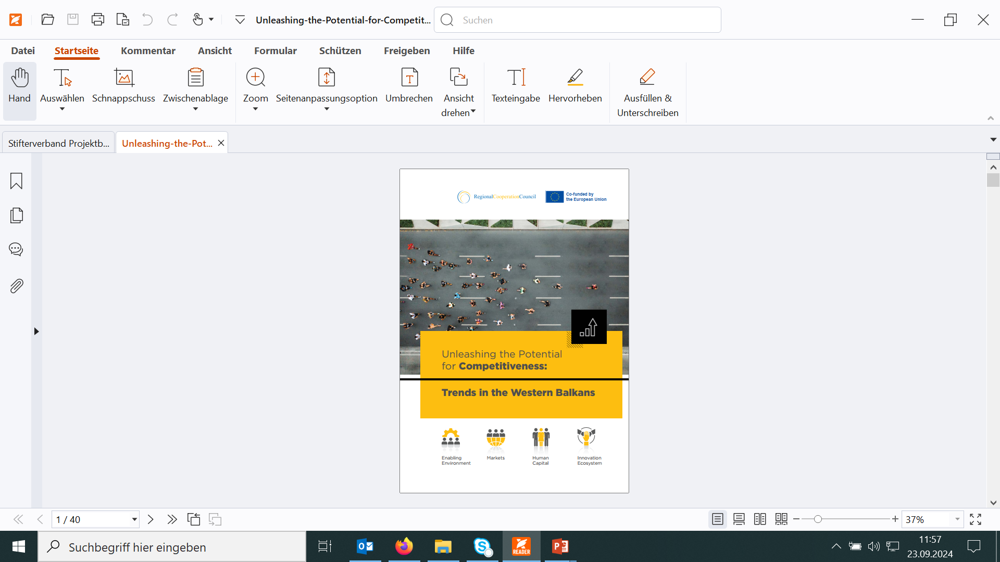 Unleashing-the-Potential-for-Competit...
Suchen
Datei Startseite Kommentar Ansicht Formular Schützen Freigeben Hilfe
Hand Auswählen Schnappschuss Zwischenablage Zoom Seitenanpassungsoption Umbrechen Ansicht drehen Texteingabe Hervorheben Ausfüllen & Unterschreiben
Stifterverband Projektb... Unleashing-the-Pot...
RegionalCooperationCouncil
Co-funded by
the European Union
Unleashing the Potential
for Competitiveness:
Trends in the Western Balkans
Enabling
Environment
Markets
Human
Capital
Innovation
Ecosystem
1 / 40
37%
Suchbegriff hier eingeben
READER
11:57
23.09.2024